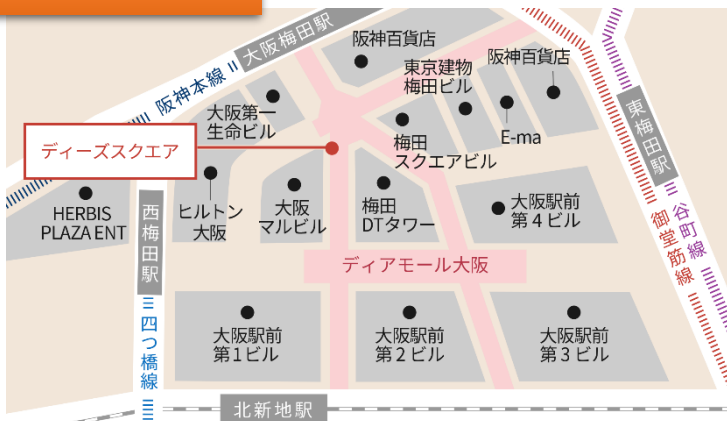 大阪梅田駅
阪神本線
阪神百貨店
東京建物
梅田ビル
阪神百貨店
大阪第一
生命ビル
梅田
スクエアビル
E-ma
東梅田駅
ディーズスクエア
HERBIS
PLAZA ENT
西梅田駅
ヒルトン
大阪
大阪
マルビル
梅田
DTタワー
大阪駅前
第4ビル
御堂筋線
谷町線
ディアモール大阪
四つ橋線
大阪駅前
第1ビル
大阪駅前
第2ビル
大阪駅前
第3ビル
北新地駅